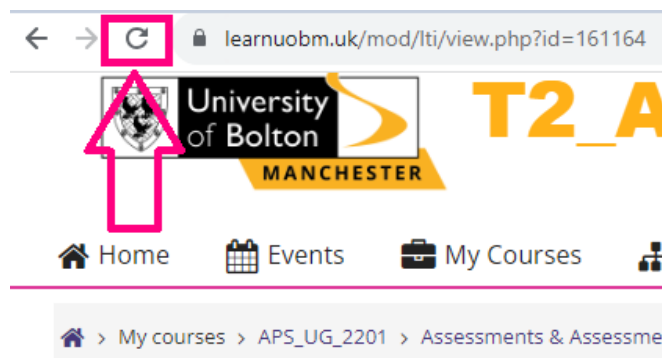 learnuobm.uk/mod/lti/view.php?id=161164
University
of Bolton
MANCHESTER
T2_A
Home Events My Courses
> My courses > APS_UG_2201 > Assessments & Assessme